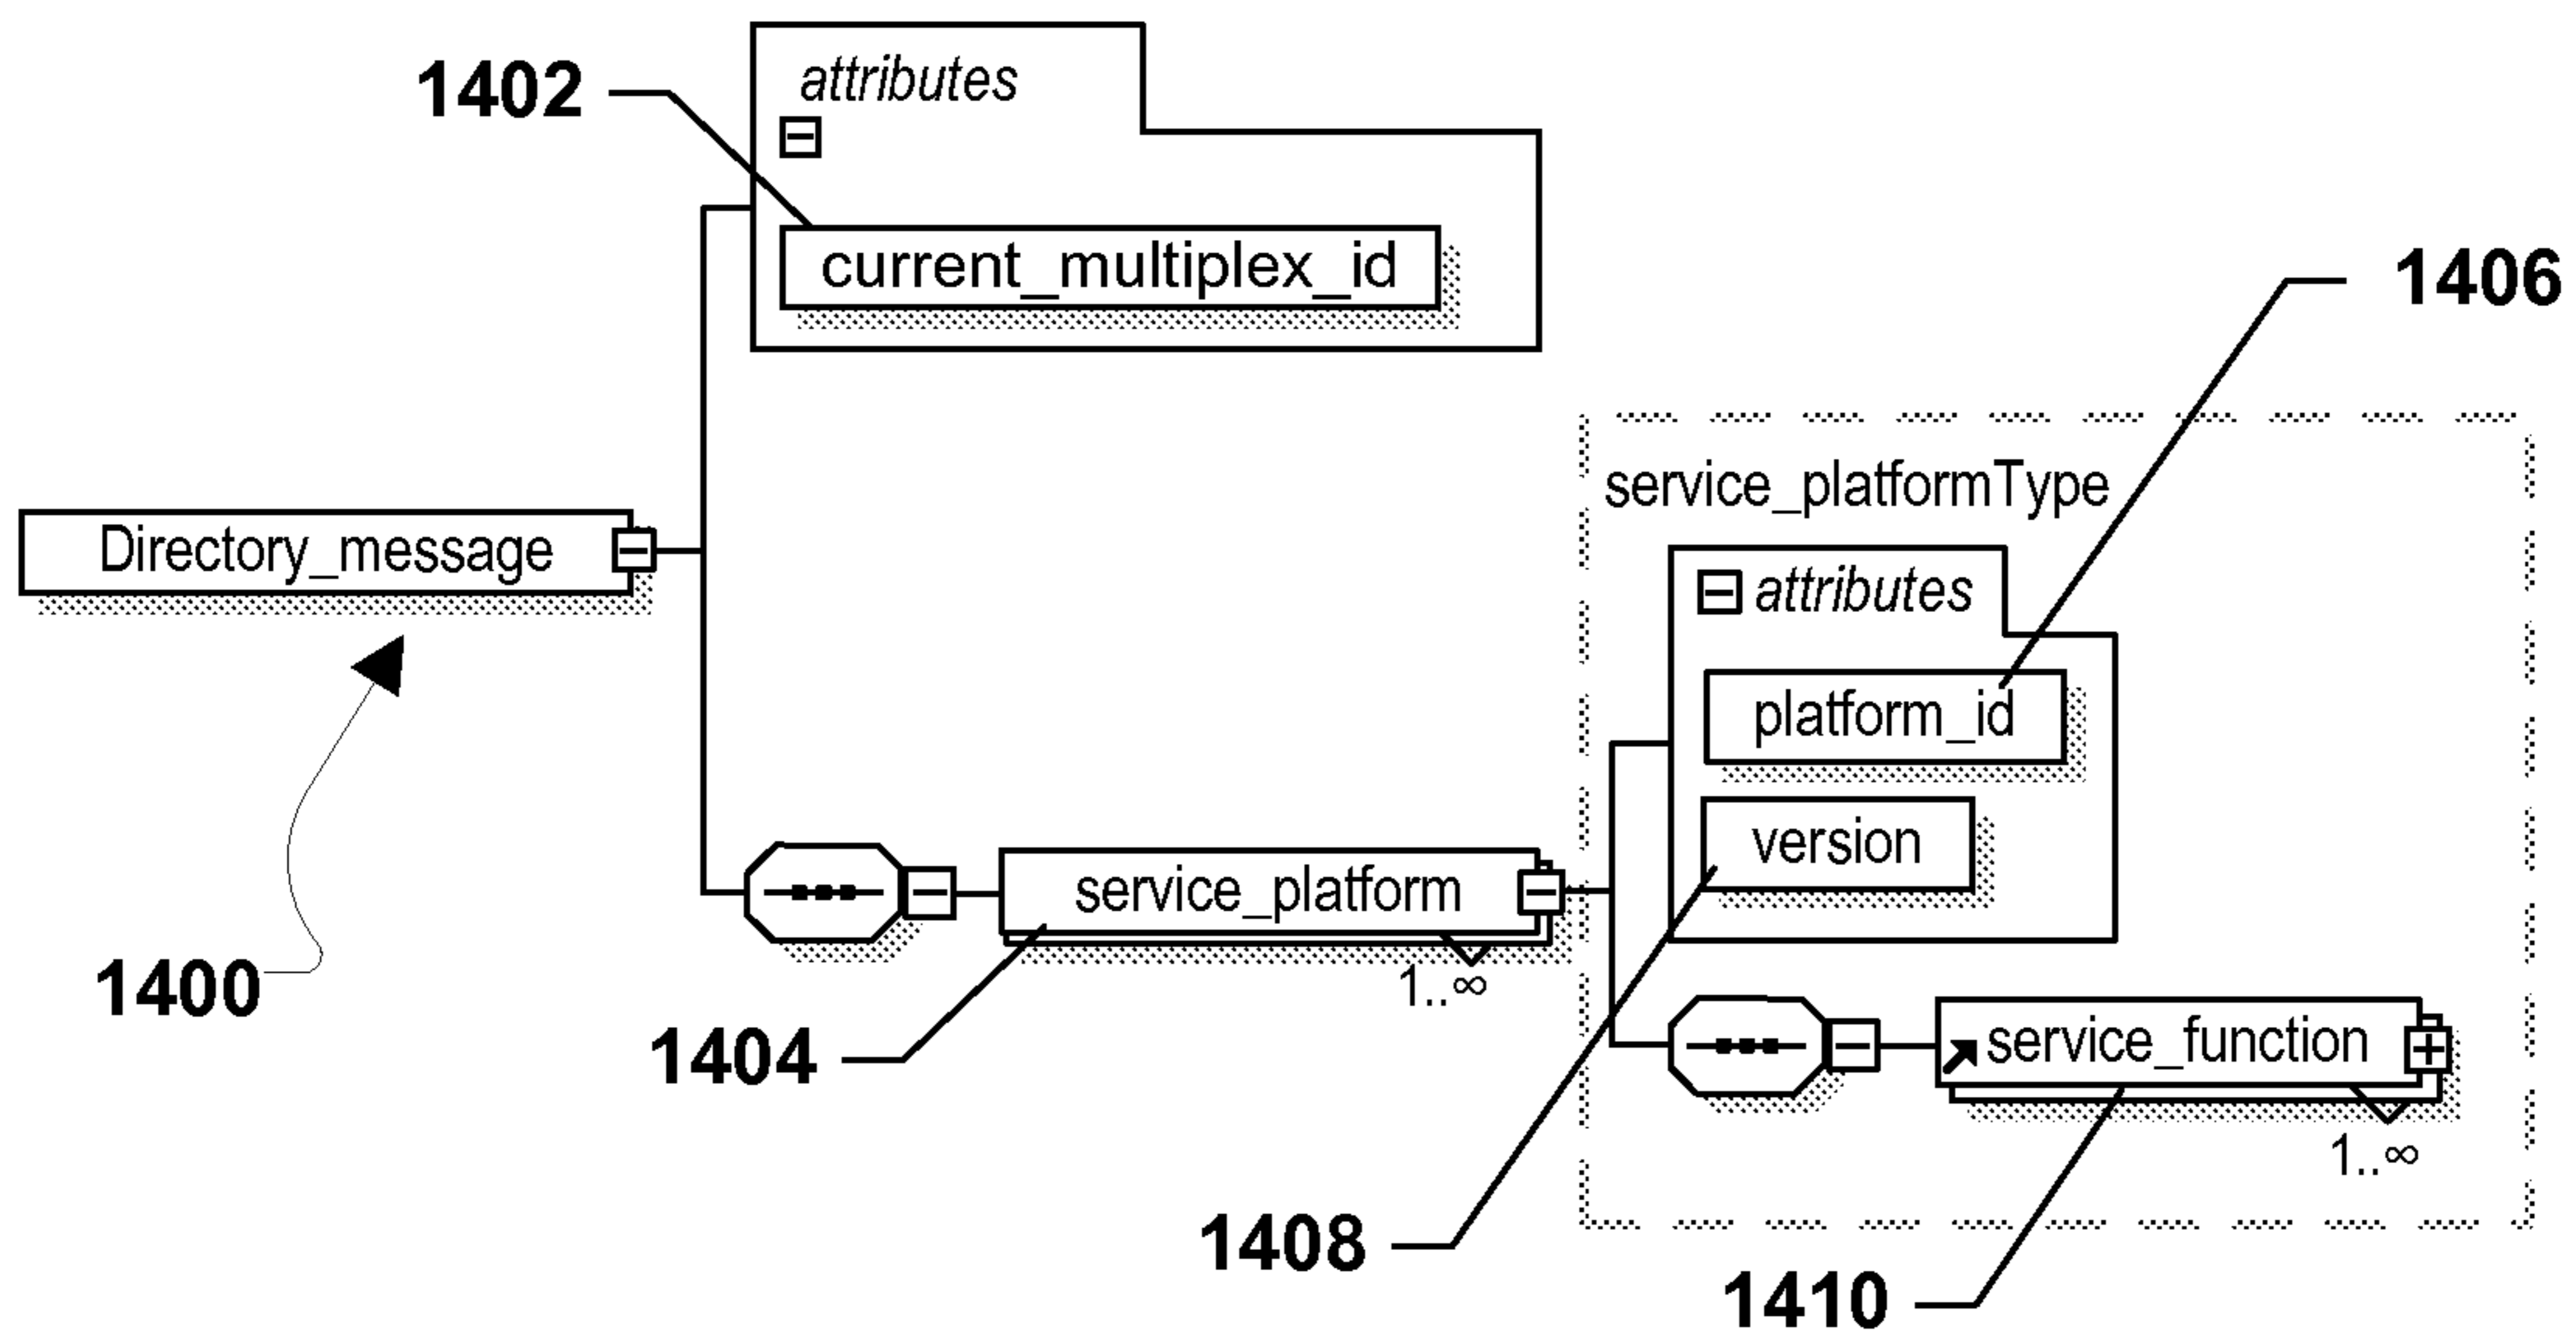 attributes
1402
current_multiplex_id
1406
service_platformType
Directory_message
attributes
platform_id
version
service_platform
1..∞
1400
1404
service_function
1..∞
1408
1410